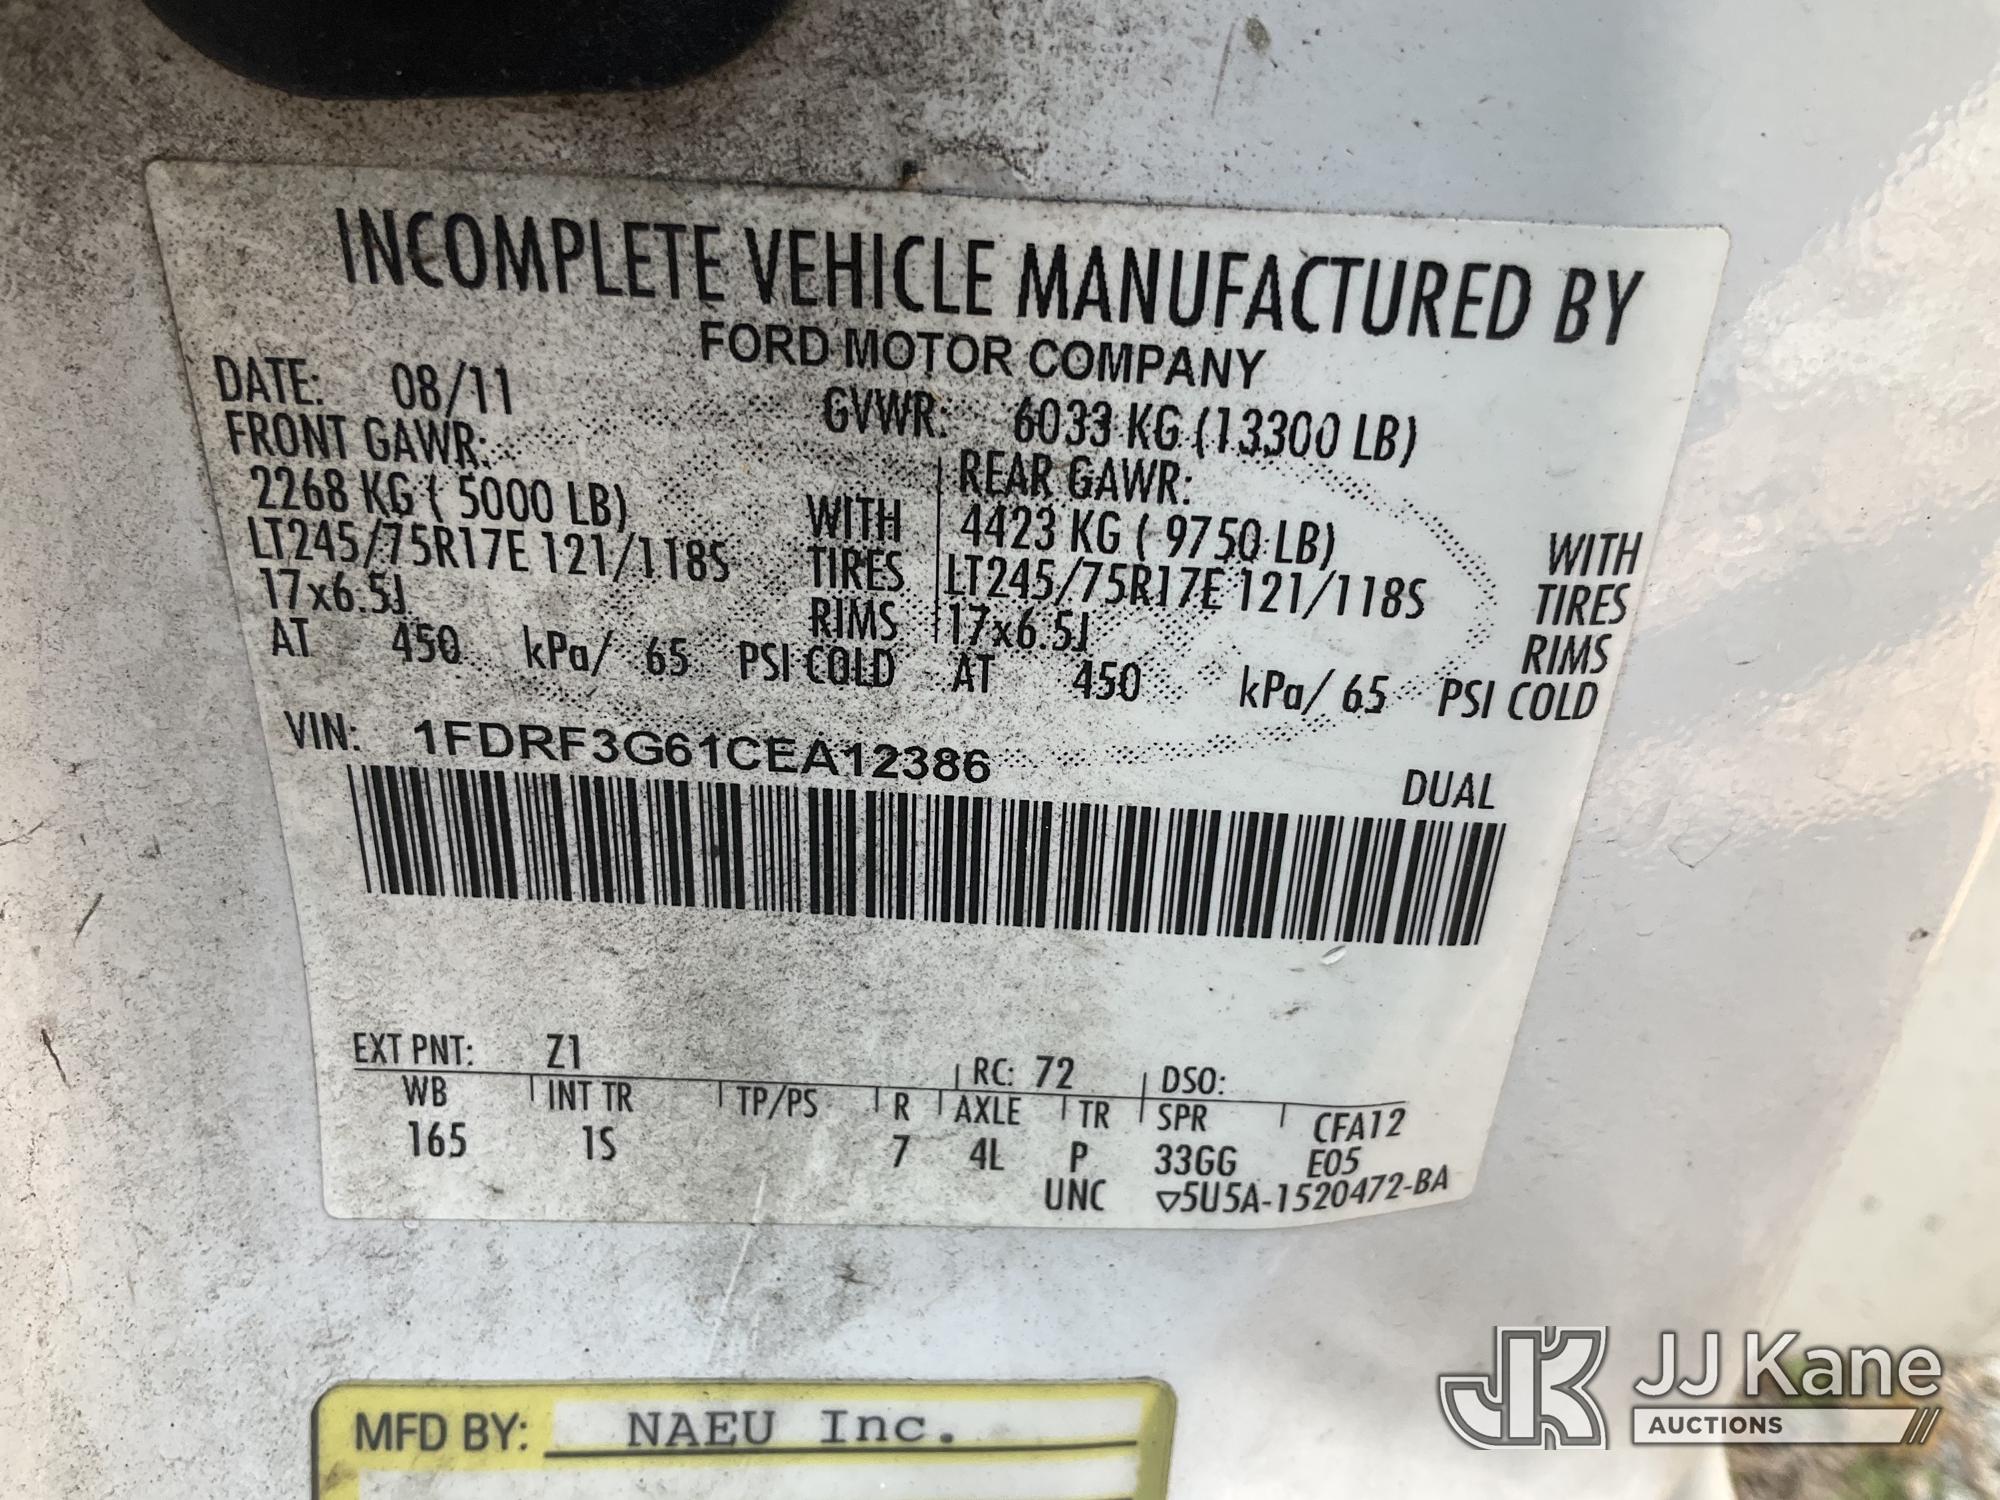 INCOMPLETE VEHICLE MANUFACTURED BY
FORD MOTOR COMPANY
DATE: 08/11 GVWR: 6033 KG (13300 LB)
FRONT GAWR: REAR GAWR:
2268 KG ( 5000 LB) WITH 4423 KG ( 9750 LB) WITH
LT245/75R17E 121/118S TIRES LT245/75R17E 121/118S TIRES
17x6.5J RIMS 17x6.5J RIMS
AT 450 kPa/ 65 PSI COLD AT 450 kPa/ 65 PSI COLD
VIN: 1FDRF3G61CEA12386
DUAL
EXT PNT: Z1 RC: 72 DSO:
WB INT TR TP/PS R AXLE TR SPR CFA12
165 1S 7 4L P 33GG E05
UNC ▽5U5A-1520472-BA
MFD BY: NAEU Inc.
JK JJ Kane
AUCTIONS